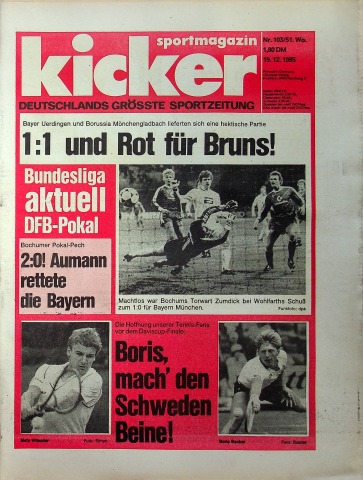 sportmagazin
kicker
DEUTSCHLANDS GRÖSSTE SPORTZEITUNG
Nr. 103/51. Wo.
1,80 DM
19. 12. 1985
Bayer Uerdingen und Borussia Mönchengladbach lieferten sich eine hektische Partie
1:1 und Rot für Bruns!
Bundesliga
aktuell
DFB-Pokal
Bochumer Pokal-Pech
2:0! Aumann
rettete
die Bayern
Machtlos war Bochums Torwart Zumdick bei Wohlfarths Schuß
zum 1:0 für Bayern München.
Funkfoto: dpa
Die Hoffnung unserer Tennis-Fans
vor dem Daviscup-Finale:
Boris,
mach' den
Schweden
Beine!
Mats Wilander
Boris Becker